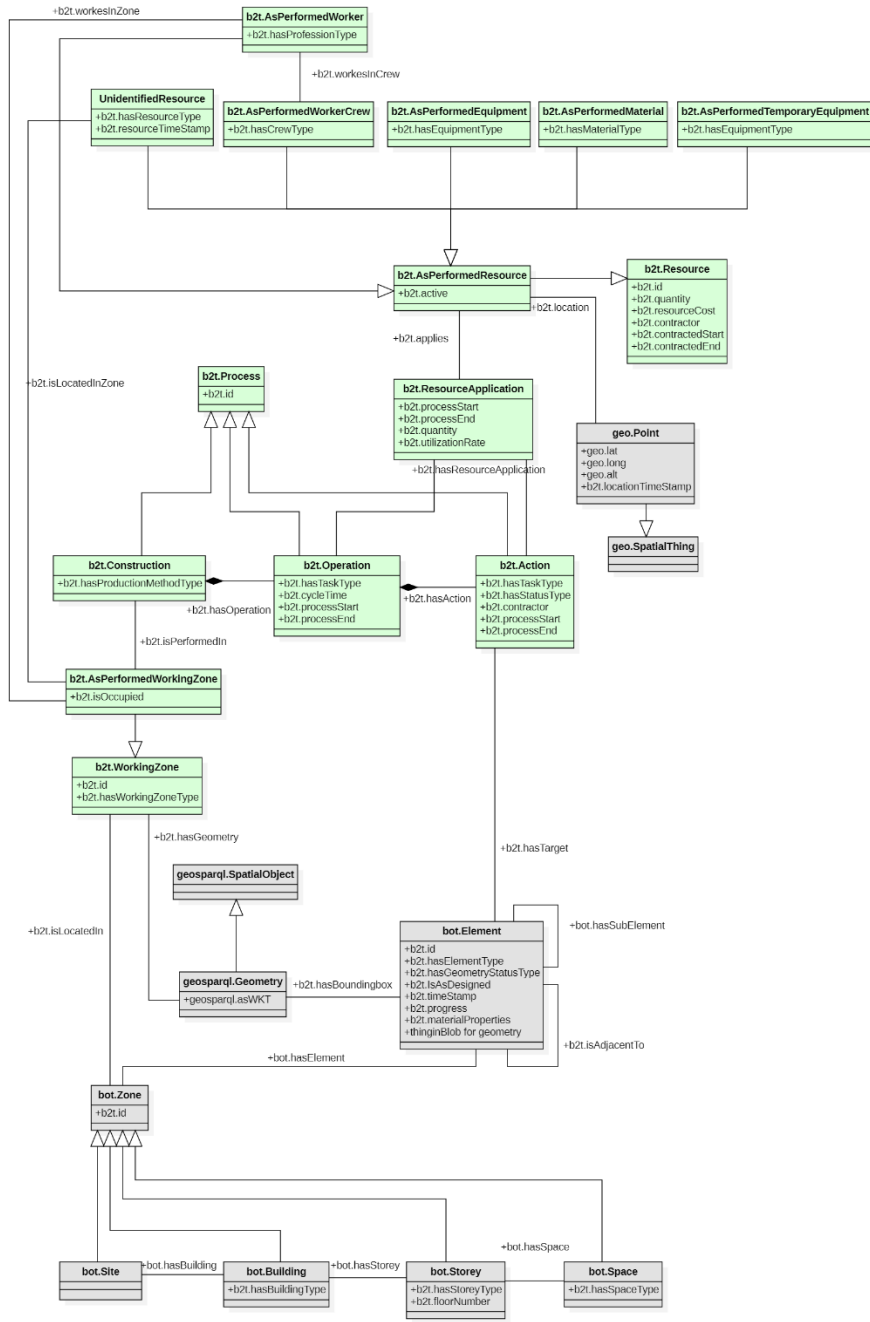 +b2t.workesInZone
b2t.AsPerformedWorker
+b2t.hasProfessionType
+b2t.workesInCrew
UnidentifiedResource
+b2t.hasResourceType
+b2t.resourceTimeStamp
b2t.AsPerformedWorkerCrew
+b2t.hasCrewType
b2t.AsPerformedEquipment
+b2t.hasEquipmentType
b2t.AsPerformedMaterial
+b2t.hasMaterialType
b2t.AsPerformedTemporaryEquipment
+b2t.hasEquipmentType
b2t.AsPerformedResource
+b2t.active
b2t.Resource
+b2t.id
+b2t.quantity
+b2t.resourceCost
+b2t.contractor
+b2t.contractedStart
+b2t.contractedEnd
+b2t.location
+b2t.applies
+b2t.isLocatedInZone
b2t.Process
+b2t.id
b2t.ResourceApplication
+b2t.processStart
+b2t.processEnd
+b2t.quantity
+b2t.utilizationRate
+b2t.hasResourceApplication
geo.Point
+geo.lat
+geo.long
+geo.alt
+b2t.locationTimeStamp
geo.SpatialThing
b2t.Construction
+b2t.hasProductionMethodType
+b2t.hasOperation
b2t.Operation
+b2t.hasTaskType
+b2t.cycleTime
+b2t.processStart
+b2t.processEnd
+b2t.hasAction
b2t.Action
+b2t.hasTaskType
+b2t.hasStatusType
+b2t.contractor
+b2t.processStart
+b2t.processEnd
+b2t.isPerformedIn
b2t.AsPerformedWorkingZone
+b2t.isOccupied
b2t.WorkingZone
+b2t.id
+b2t.hasWorkingZoneType
+b2t.hasGeometry
+b2t.hasTarget
geosparql.SpatialObject
+b2t.isLocatedIn
geosparql.Geometry
+geosparql.asWKT
+b2t.hasBoundingbox
bot.Element
+b2t.id
+b2t.hasElementType
+b2t.hasGeometryStatusType
+b2t.IsAsDesigned
+b2t.timeStamp
+b2t.progress
+b2t.materialProperties
+thinginBlob for geometry
+bot.hasSubElement
+b2t.isAdjacentTo
+bot.hasElement
bot.Zone
+b2t.id
bot.Site
+bot.hasBuilding
bot.Building
+b2t.hasBuildingType
+bot.hasStorey
bot.Storey
+b2t.hasStoreyType
+b2t.floorNumber
+bot.hasSpace
bot.Space
+b2t.hasSpaceType